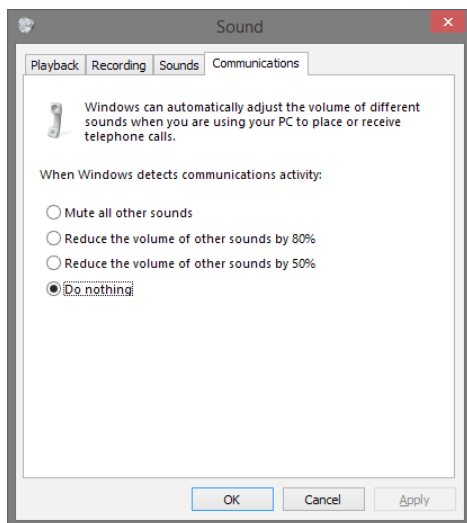 Sound
Playback Recording Sounds Communications
Windows can automatically adjust the volume of different
sounds when you are using your PC to place or receive
telephone calls.
When Windows detects communications activity:
Mute all other sounds
Reduce the volume of other sounds by 80%
Reduce the volume of other sounds by 50%
Do nothing
OK Cancel Apply